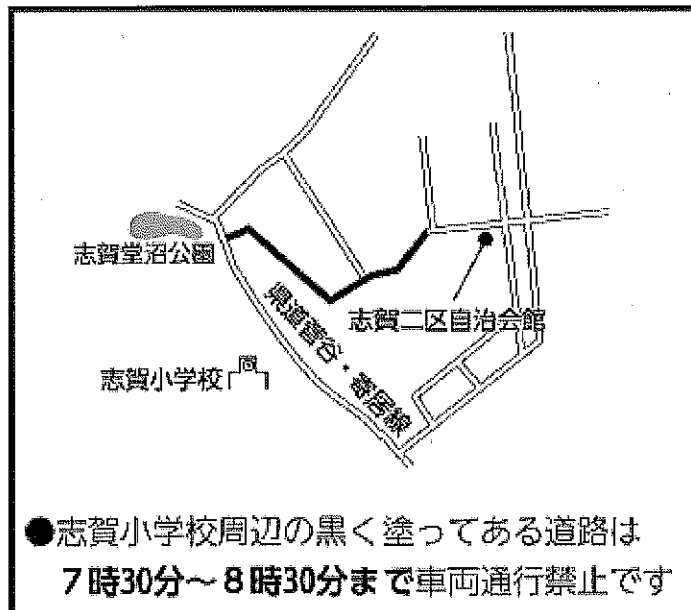 志賀堂沼公園
志賀二区自治会館
県道菅谷・寄居線
志賀小学校
●志賀小学校周辺の黒く塗ってある道路は
7時30分～8時30分まで車両通行禁止です